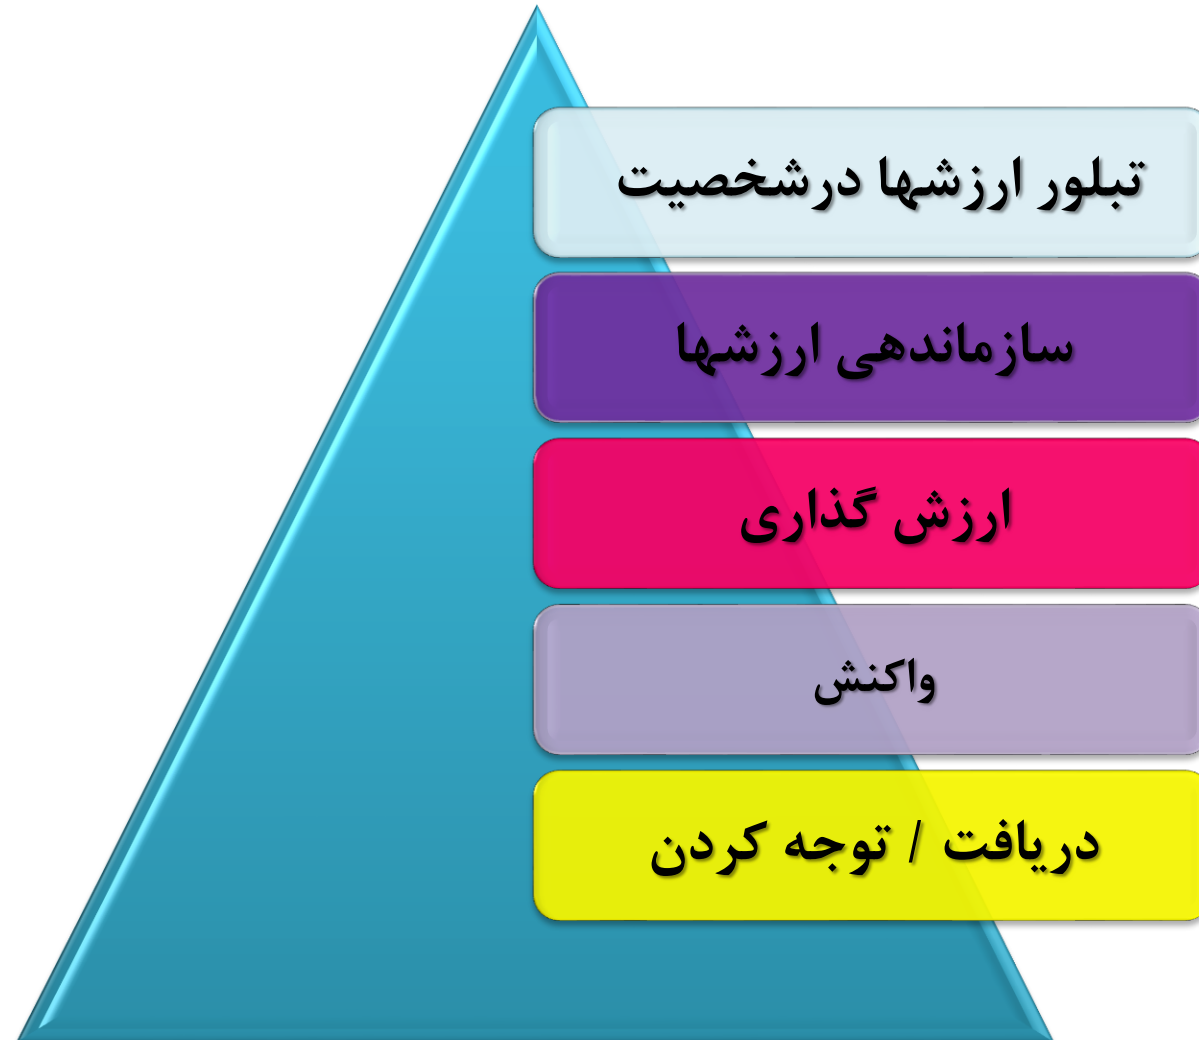 تبلور ارزشها درشخصیت
سازماندهی ارزشها
ارزش گذاری
واکنش
دریافت / توجه کردن